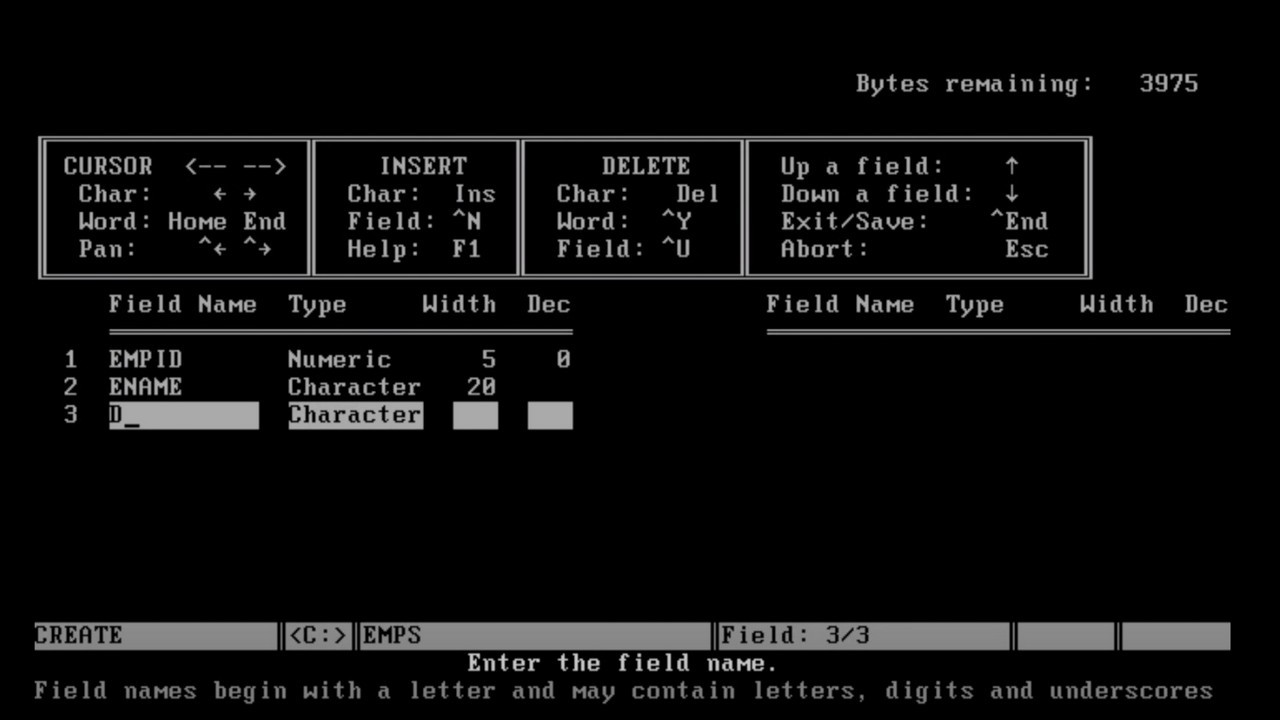 Bytes remaining: 3975
CURSOR <-- --> INSERT DELETE Up a field: ↑
Char: ← → Char: Ins Char: Del Down a field: ↓
Word: Home End Field: ^N Word: ^Y Exit/Save: ^End
Pan: ^← ^→ Help: F1 Field: ^U Abort: Esc
Field Name Type Width Dec Field Name Type Width Dec
1 EMPID Numeric 5 0
2 ENAME Character 20
3 D_ Character
CREATE <C:> EMPS Field: 3/3
Enter the field name.
Field names begin with a letter and may contain letters, digits and underscores